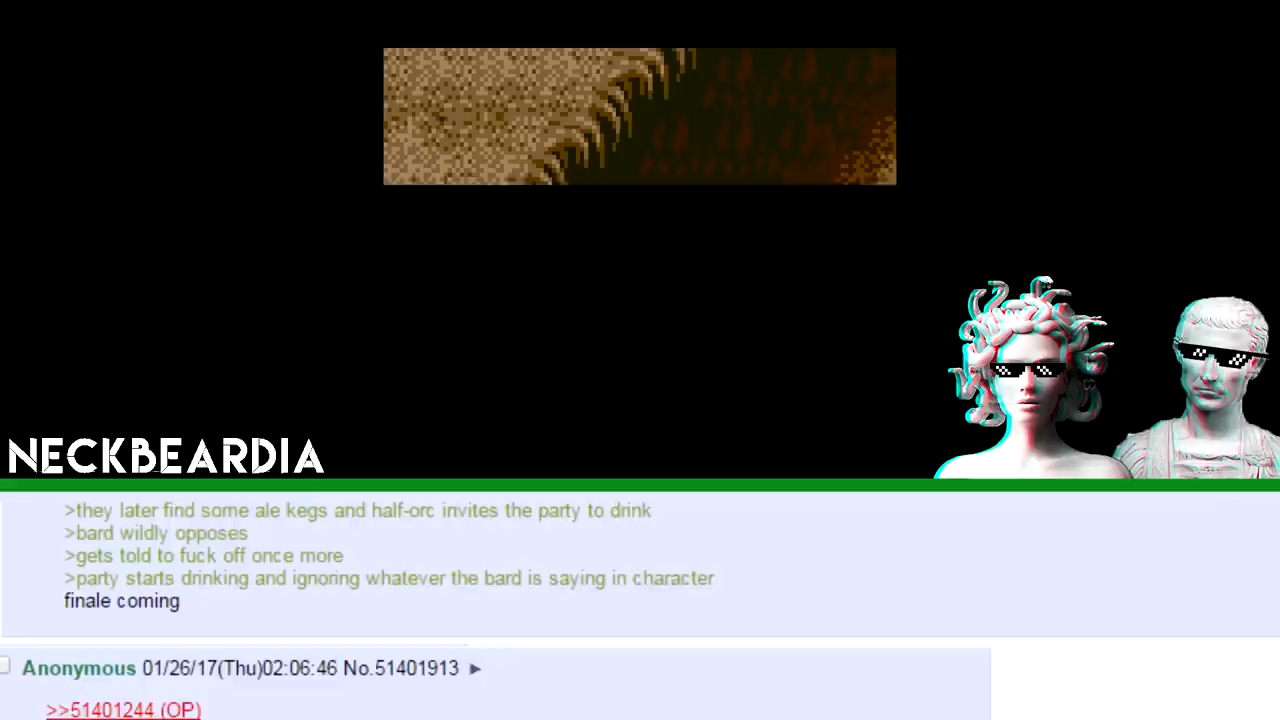 NECKBEARDIA
>they later find some ale kegs and half-orc invites the party to drink
>bard wildly opposes
>gets told to fuck off once more
>party starts drinking and ignoring whatever the bard is saying in character
finale coming
Anonymous 01/26/17(Thu)02:06:46 No.51401913 ►
>>51401244 (OP)